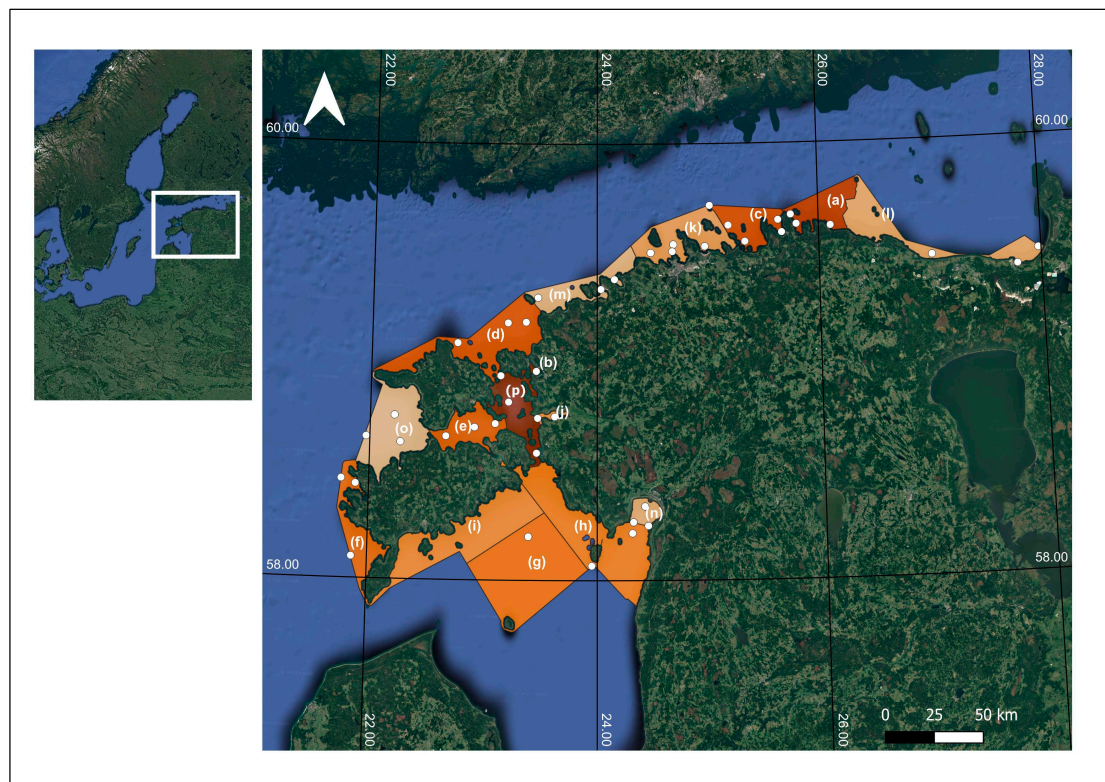 22.00
24.00
26.00
28.00
60.00
60.00
(a)
(l)
(c)
(k)
(m)
(d)
(b)
(p)
(j)
(o)
(e)
(n)
(i)
(h)
(f)
(g)
58.00
58.00
22.00
24.00
26.00
0 25 50 km